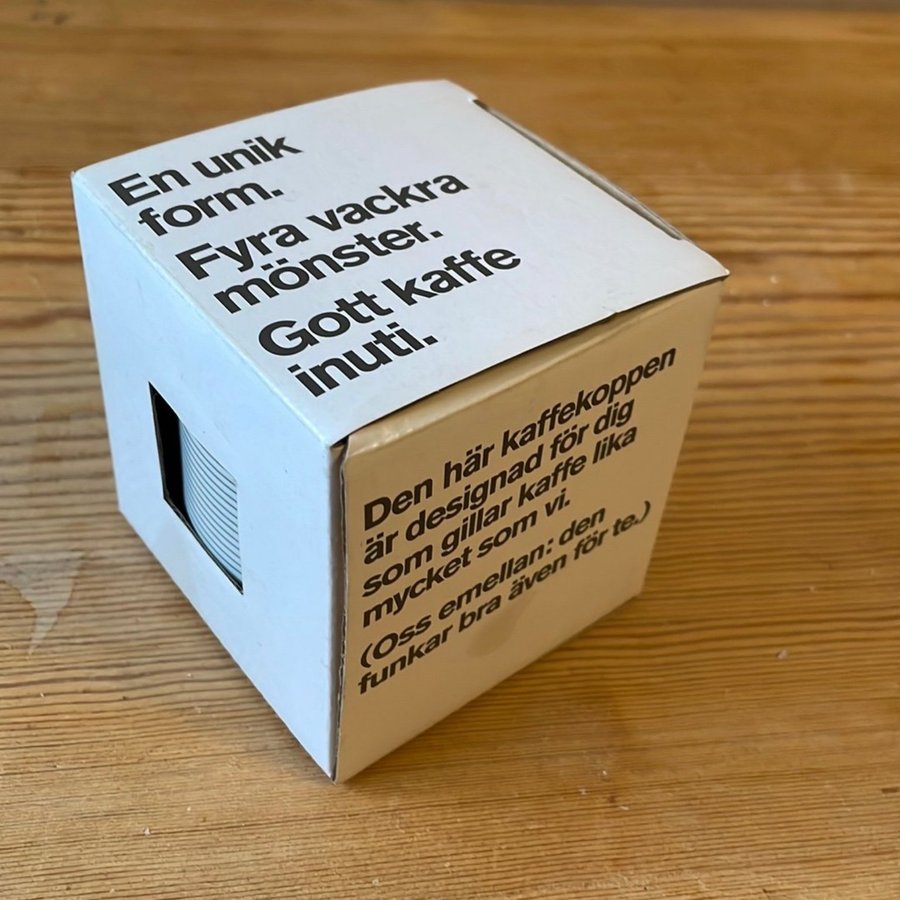 En unik
form.
Fyra vackra
mönster.
Gott kaffe
inuti.
Den här kaffekoppen
är designad för dig
som gillar kaffe lika
mycket som vi.
(Oss emellan: den
funkar bra även för te.)